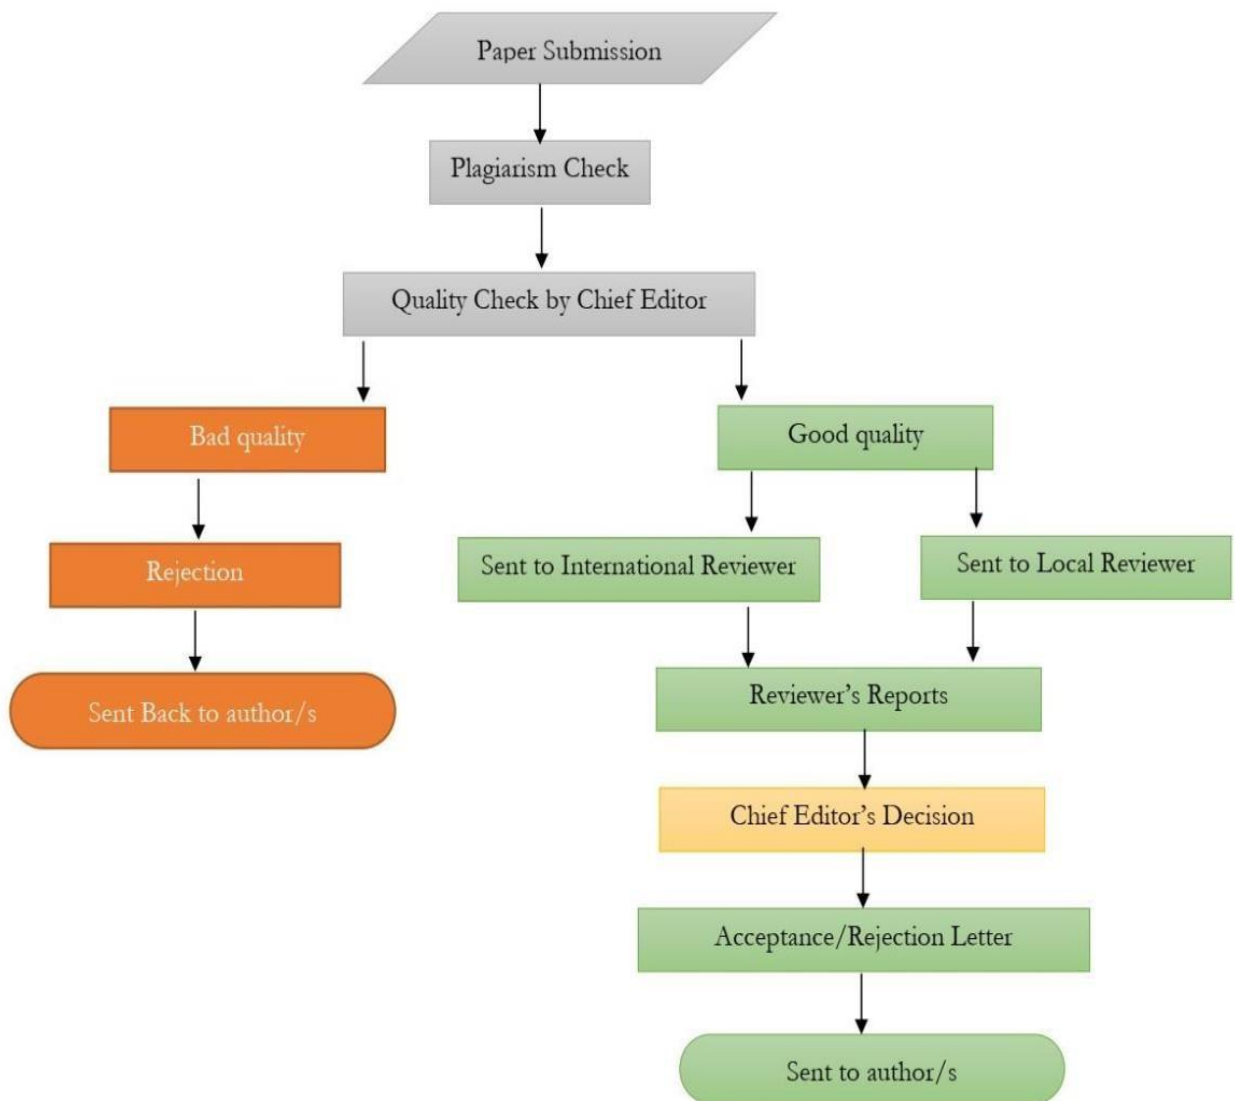 Paper Submission
Plagiarism Check
Quality Check by Chief Editor
Bad quality
Good quality
Rejection
Sent to International Reviewer
Sent to Local Reviewer
Sent Back to author/s
Reviewer’s Reports
Chief Editor’s Decision
Acceptance/Rejection Letter
Sent to author/s